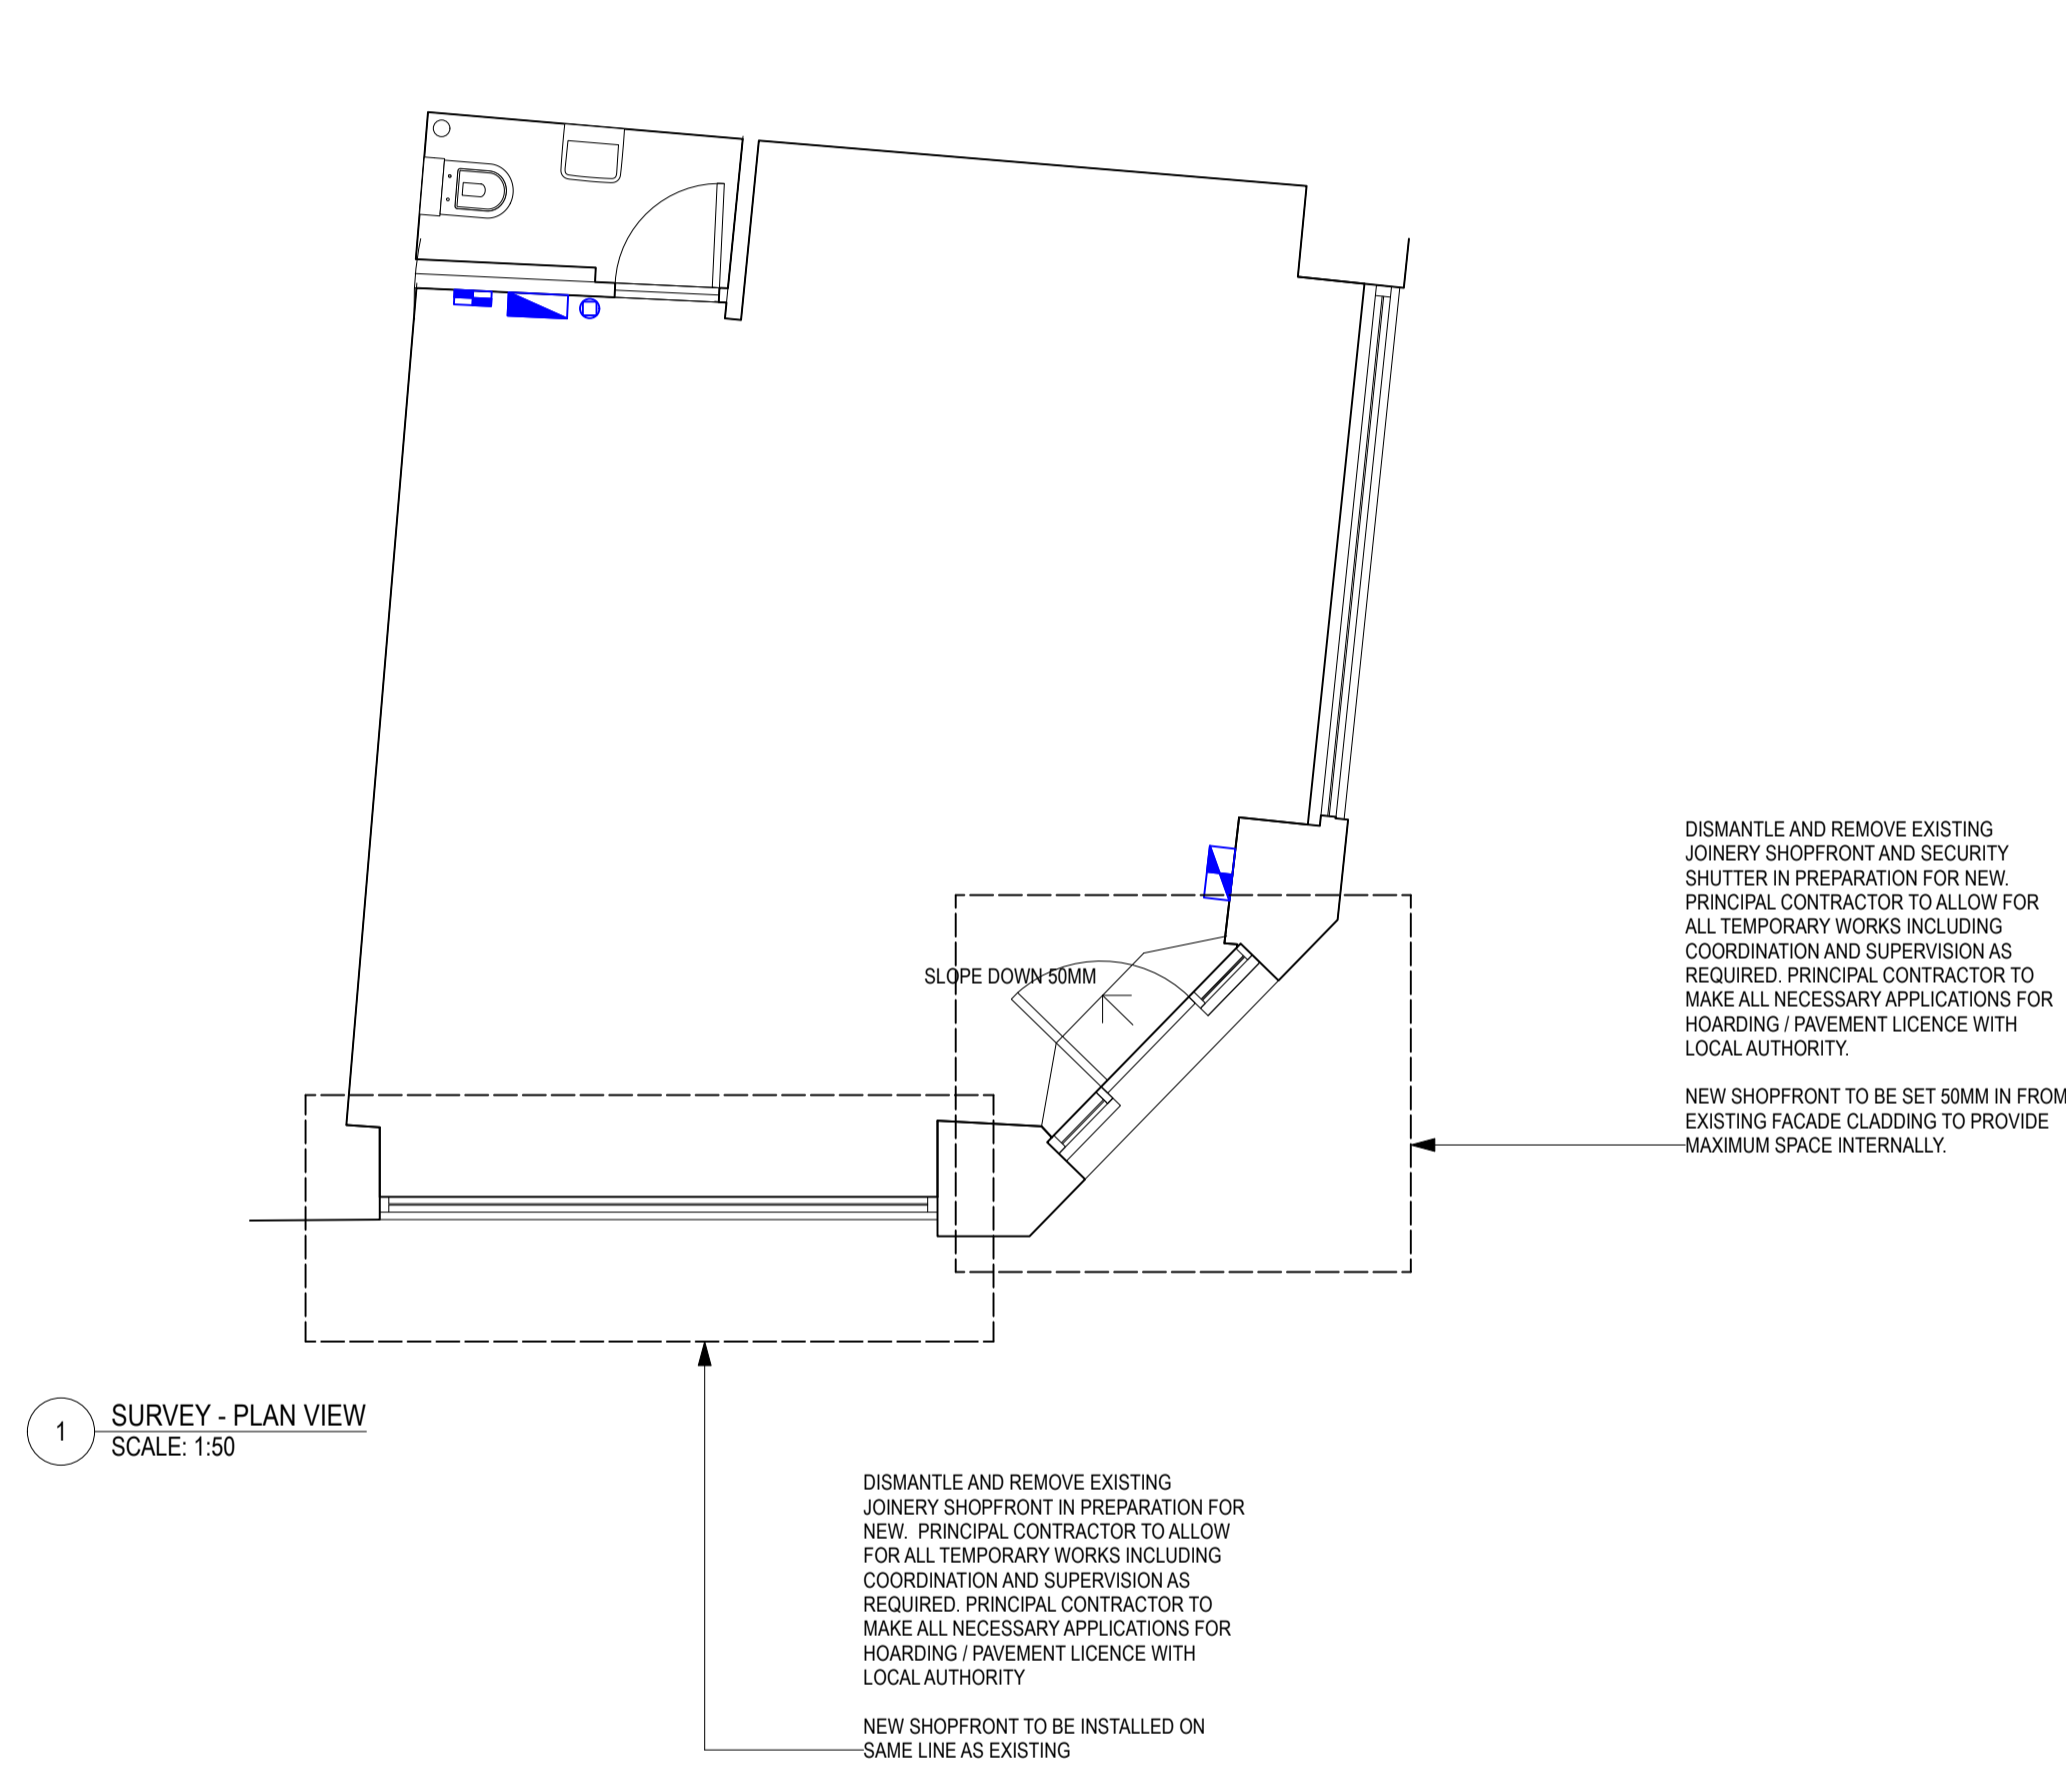 DISMANTLE AND REMOVE EXISTING
JOINERY SHOPFRONT AND SECURITY
SHUTTER IN PREPARATION FOR NEW.
PRINCIPAL CONTRACTOR TO ALLOW FOR
ALL TEMPORARY WORKS INCLUDING
COORDINATION AND SUPERVISION AS
REQUIRED. PRINCIPAL CONTRACTOR TO
MAKE ALL NECESSARY APPLICATIONS FOR
HOARDING / PAVEMENT LICENCE WITH
LOCAL AUTHORITY.
NEW SHOPFRONT TO BE SET 50MM IN FROM
EXISTING FACADE CLADDING TO PROVIDE
MAXIMUM SPACE INTERNALLY.
SLOPE DOWN 50MM
1
SURVEY - PLAN VIEW
SCALE: 1:50
DISMANTLE AND REMOVE EXISTING
JOINERY SHOPFRONT IN PREPARATION FOR
NEW.  PRINCIPAL CONTRACTOR TO ALLOW
FOR ALL TEMPORARY WORKS INCLUDING
COORDINATION AND SUPERVISION AS
REQUIRED. PRINCIPAL CONTRACTOR TO
MAKE ALL NECESSARY APPLICATIONS FOR
HOARDING / PAVEMENT LICENCE WITH
LOCAL AUTHORITY
NEW SHOPFRONT TO BE INSTALLED ON
SAME LINE AS EXISTING